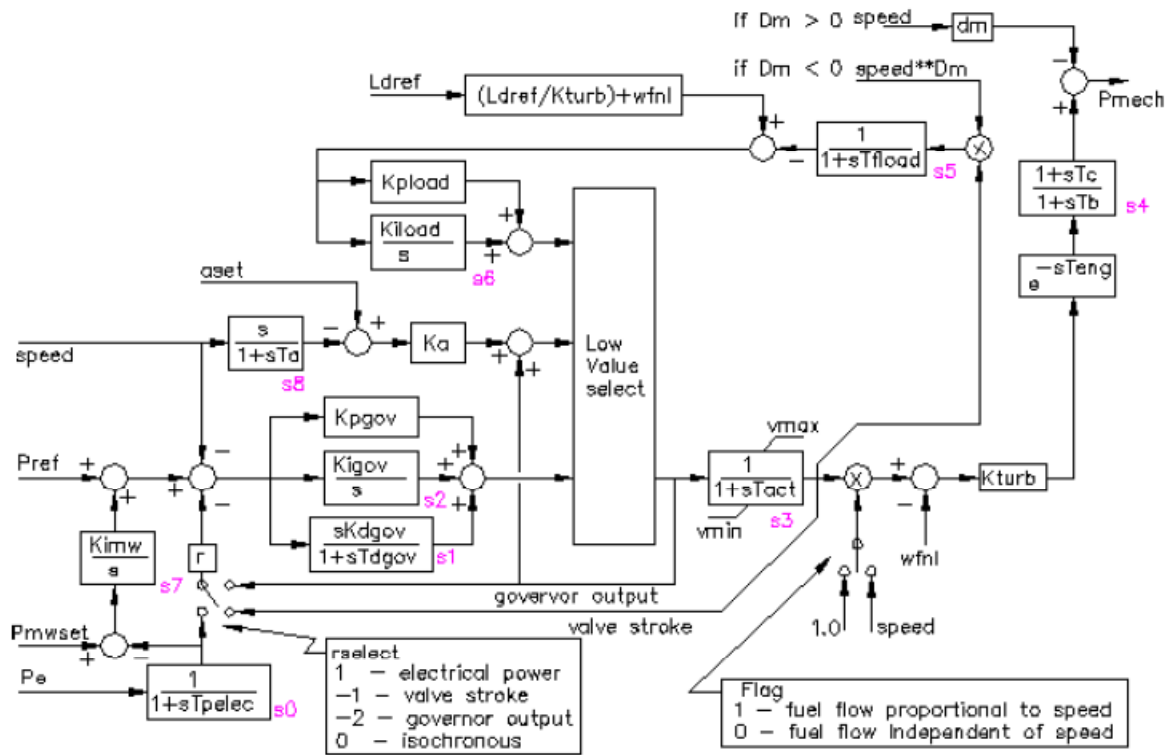 if Dm > 0 speed
dm
if Dm < 0 speed**Dm
Ldref
(Ldref/Kturb)+wfnl
+
−
−
+
Pmech
1
1+sTfload
s5
X
1+sTc
1+sTb
s4
Kpload
Kiload
s
+
+
a6
e −sTeng
aset
Low
Value
select
speed
s
1+sTa
s8
−
+
Ka
+
+
Kpgov
Pref
+
+
+
−
−
Kigov
s
s2
+
+
+
sKdgov
1+sTdgov
s1
vmax
1
1+sTact
s3
vmin
X
+
−
Kturb
wfnl
Kimw
s
s7
r
governor output
valve stroke
1.0
speed
Pmwset
+
−
Pe
1
1+sTpelec
s0
rselect
1 − electrical power
−1 − valve stroke
−2 − governor output
0 − isochronous
Flag
1 − fuel flow proportional to speed
0 − fuel flow independent of speed